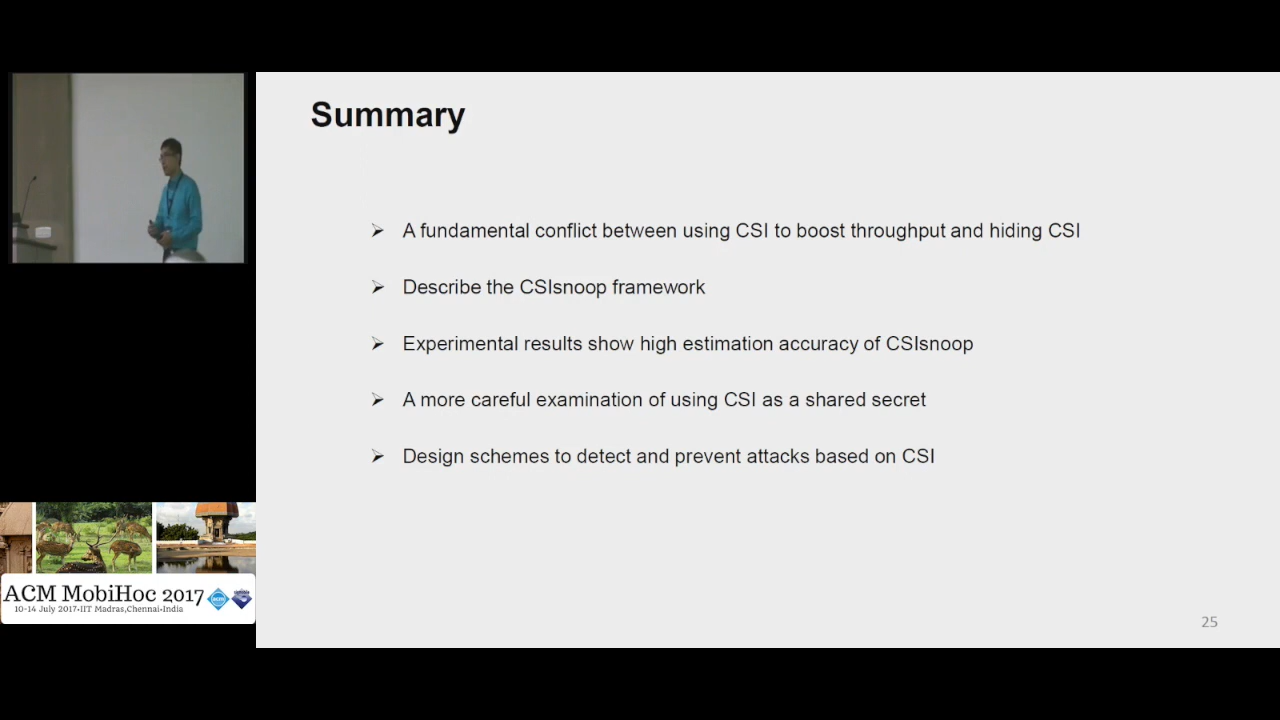 Summary
➢ A fundamental conflict between using CSI to boost throughput and hiding CSI
➢ Describe the CSIsnoop framework
➢ Experimental results show high estimation accuracy of CSIsnoop
➢ A more careful examination of using CSI as a shared secret
➢ Design schemes to detect and prevent attacks based on CSI
25
ACM MobiHoc 2017
10-14 July 2017•IIT Madras,Chennai•India